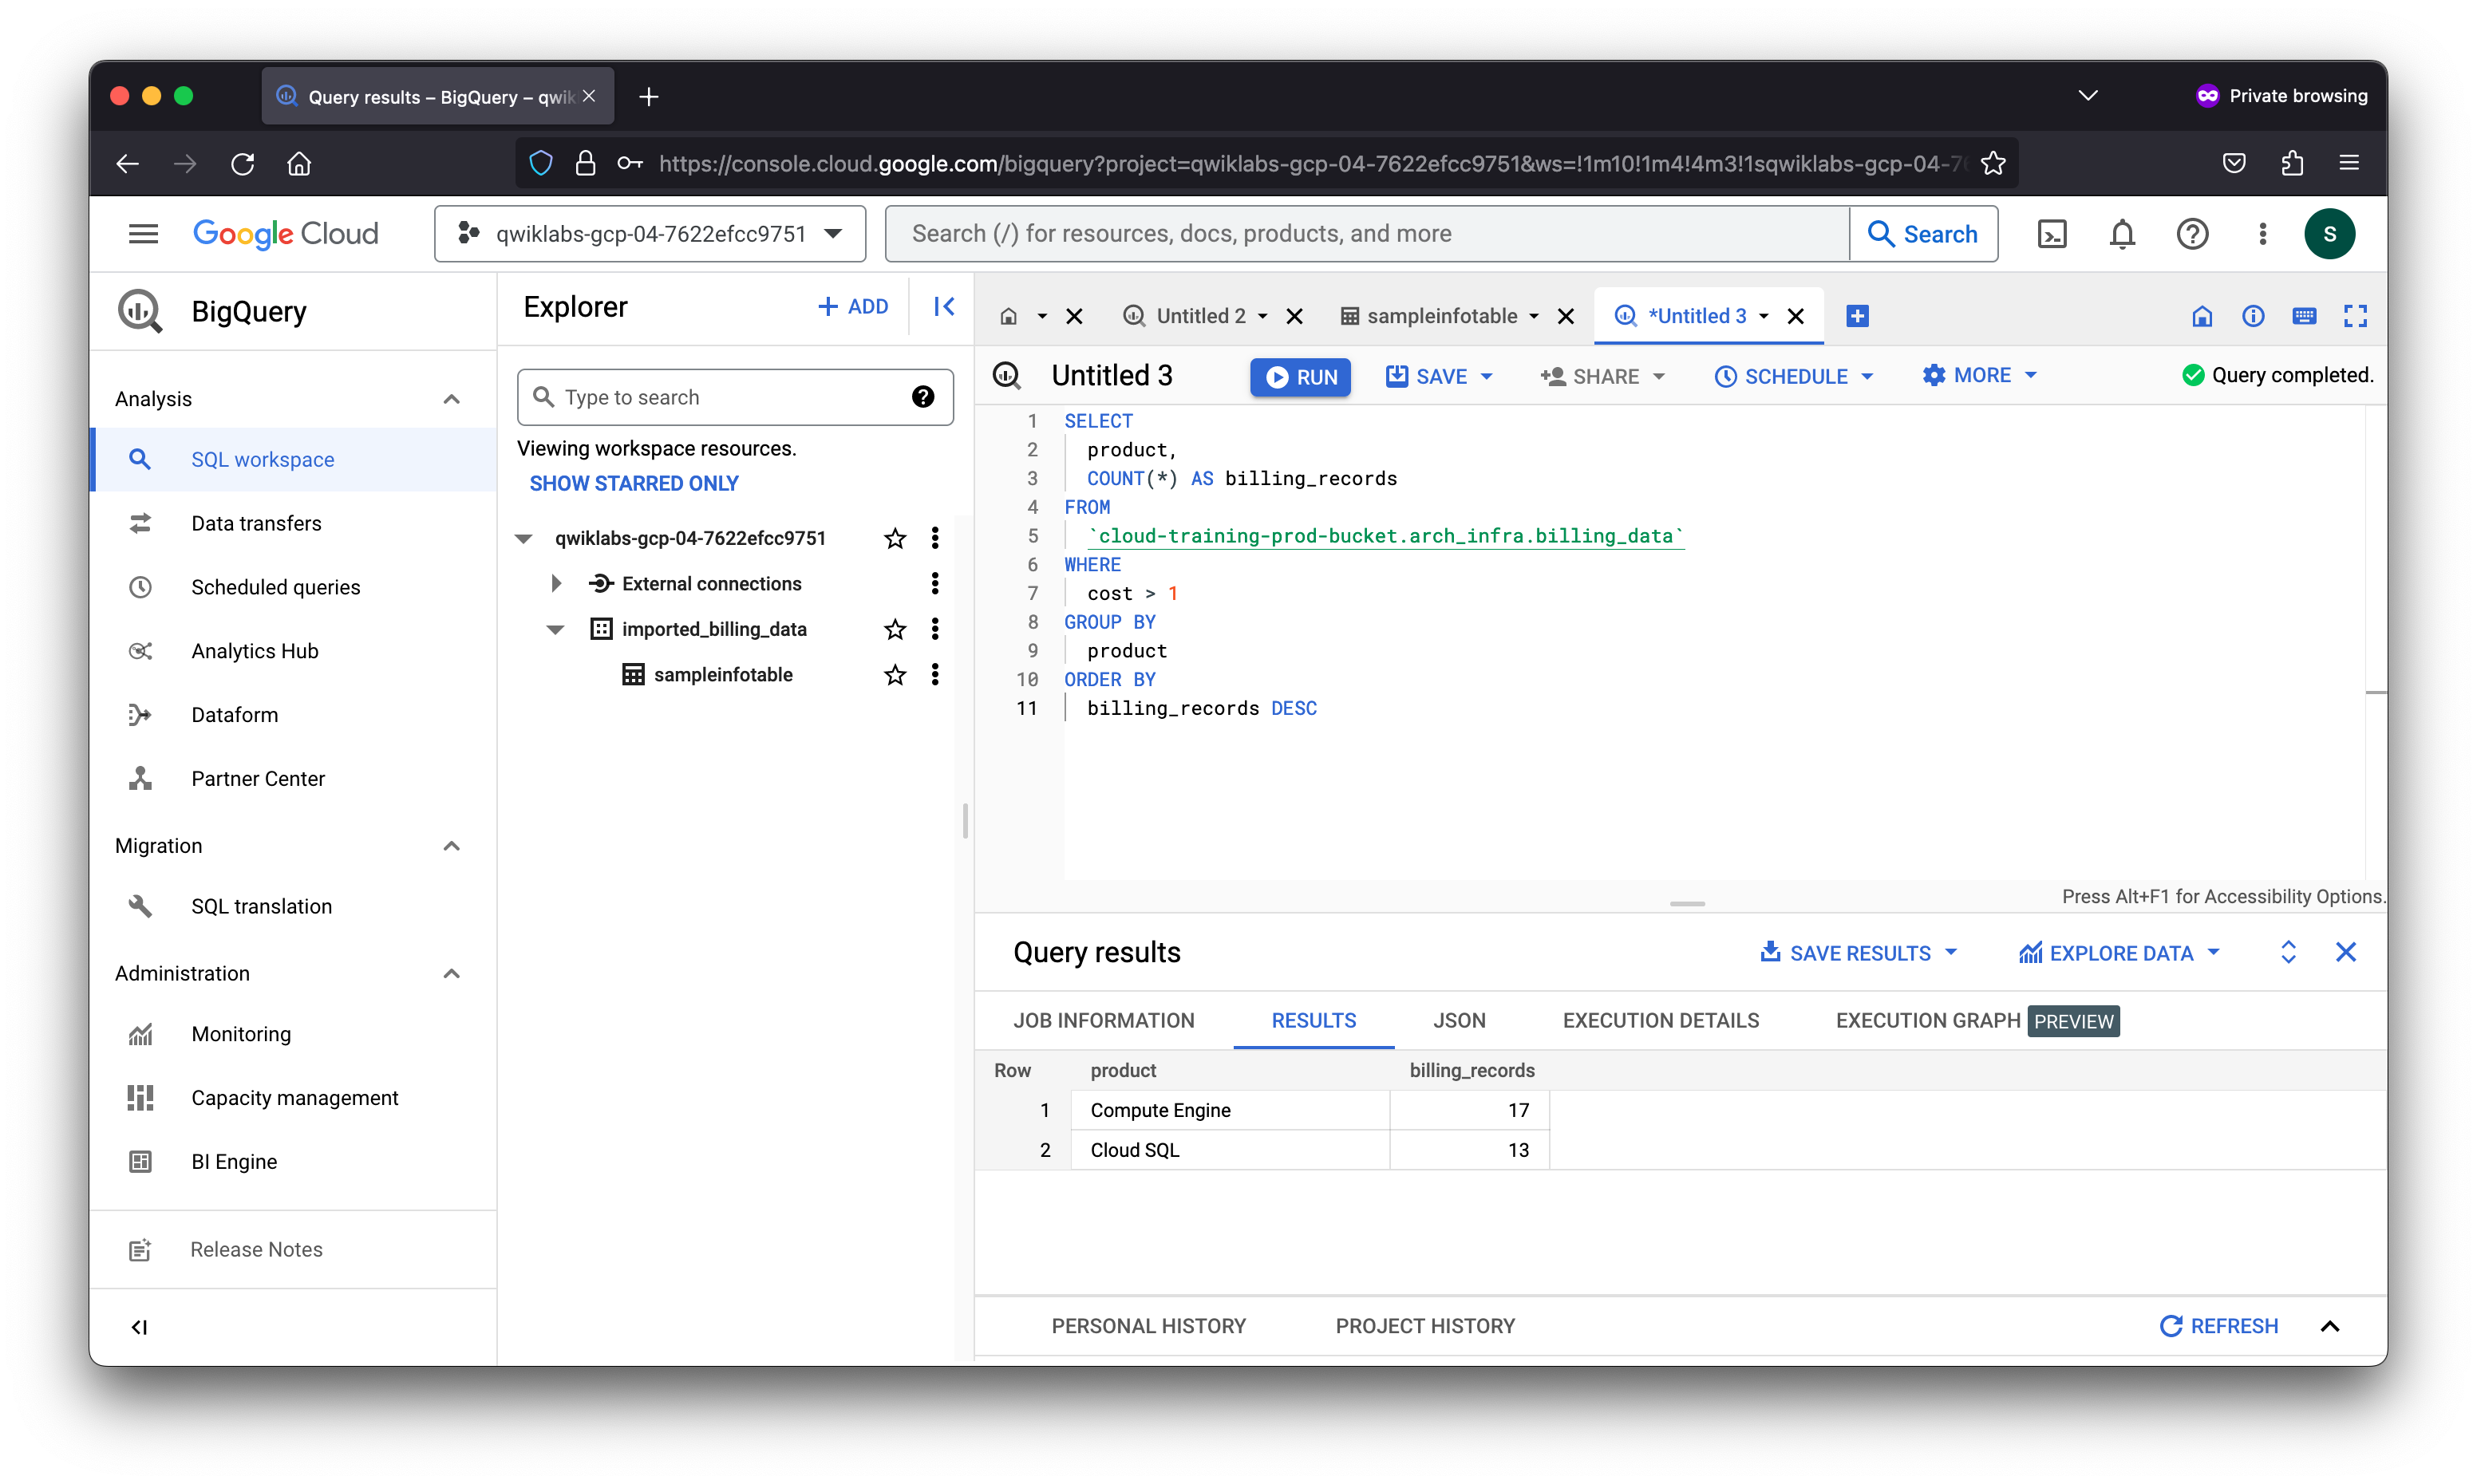 Query results – BigQuery – qwik
Private browsing
https://console.cloud.google.com/bigquery?project=qwiklabs-gcp-04-7622efcc9751&ws=!1m10!1m4!4m3!1sqwiklabs-gcp-04-7
Google Cloud
qwiklabs-gcp-04-7622efcc9751
Search (/) for resources, docs, products, and more
Search
S
BigQuery
Analysis
SQL workspace
Data transfers
Scheduled queries
Analytics Hub
Dataform
Partner Center
Migration
SQL translation
Administration
Monitoring
Capacity management
BI Engine
Release Notes
Explorer
+ ADD
Type to search
Viewing workspace resources.
SHOW STARRED ONLY
qwiklabs-gcp-04-7622efcc9751
External connections
imported_billing_data
sampleinfotable
Untitled 2
sampleinfotable
*Untitled 3
Untitled 3
RUN
SAVE
SHARE
SCHEDULE
MORE
Query completed.
1 SELECT
2 product,
3 COUNT(*) AS billing_records
4 FROM
5 `cloud-training-prod-bucket.arch_infra.billing_data`
6 WHERE
7 cost > 1
8 GROUP BY
9 product
10 ORDER BY
11 billing_records DESC
Press Alt+F1 for Accessibility Options.
Query results
SAVE RESULTS
EXPLORE DATA
JOB INFORMATION
RESULTS
JSON
EXECUTION DETAILS
EXECUTION GRAPH PREVIEW
Row product billing_records
1 Compute Engine 17
2 Cloud SQL 13
PERSONAL HISTORY
PROJECT HISTORY
REFRESH